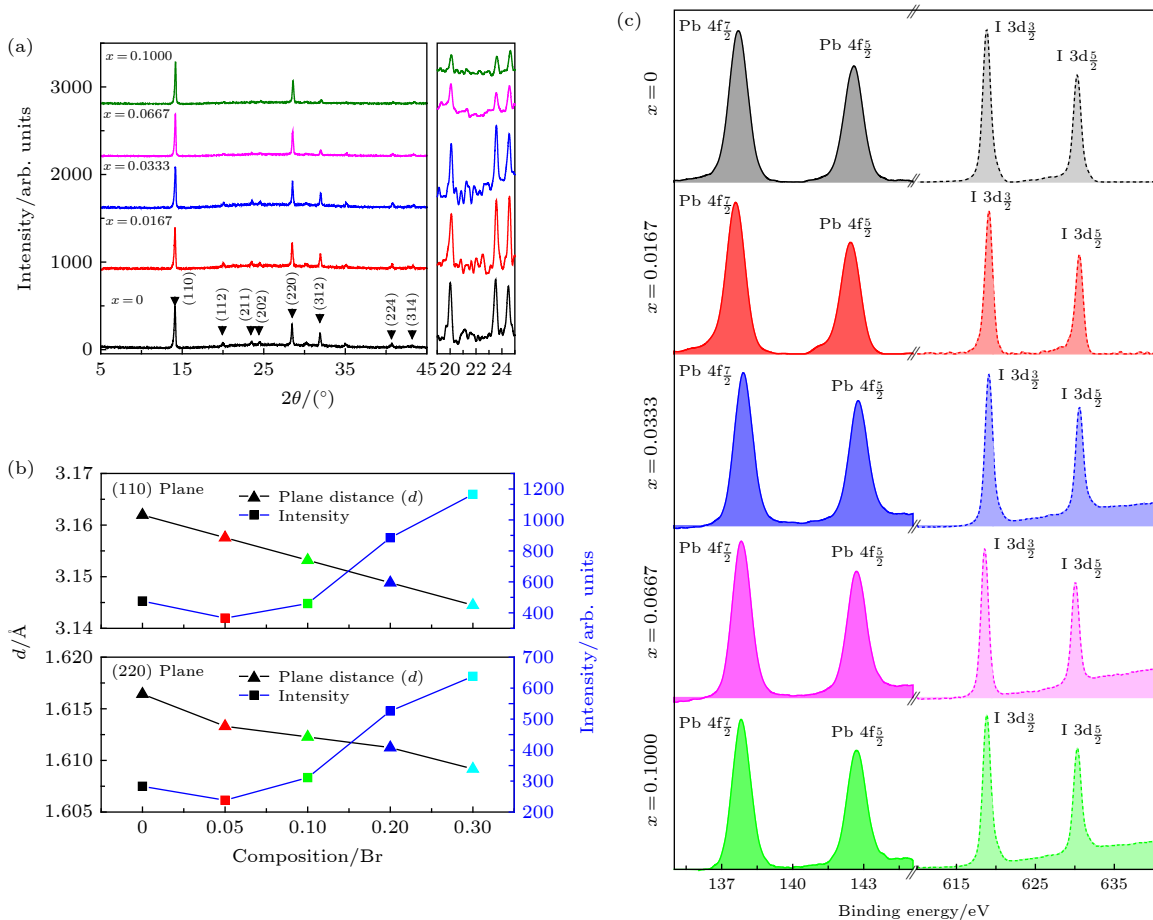 (a)
Intensity/arb. units
3000
2000
1000
0
x=0.1000
x=0.0667
x=0.0333
x=0.0167
x=0
(110)
(112)
(211)
(202)
(220)
(312)
(224)
(314)
5 15 25 35 45 20 22 24
2θ/(°)
(b)
d/Å
3.17
3.16
3.15
3.14
(110) Plane
Plane distance (d)
Intensity
1200
1000
800
600
400
1.620
1.615
1.610
1.605
(220) Plane
Plane distance (d)
Intensity
700
600
500
400
300
200
Intensity/arb. units
0 0.05 0.10 0.20 0.30
Composition/Br
(c)
x=0
Pb 4f7/2 Pb 4f5/2 I 3d3/2 I 3d5/2
x=0.0167
Pb 4f7/2 Pb 4f5/2 I 3d3/2 I 3d5/2
x=0.0333
Pb 4f7/2 Pb 4f5/2 I 3d3/2 I 3d5/2
x=0.0667
Pb 4f7/2 Pb 4f5/2 I 3d3/2 I 3d5/2
x=0.1000
Pb 4f7/2 Pb 4f5/2 I 3d3/2 I 3d5/2
137 140 143 615 625 635
Binding energy/eV